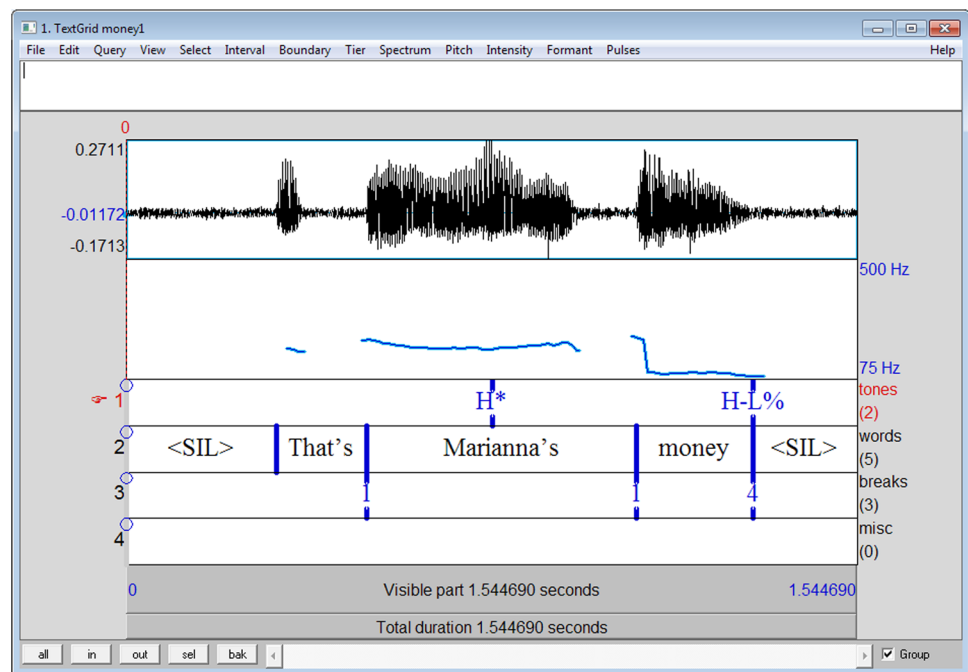 1. TextGrid money1
File Edit Query View Select Interval Boundary Tier Spectrum Pitch Intensity Formant Pulses Help
0
0.2711
-0.01172
-0.1713
500 Hz
75 Hz
1 H* H-L% tones (2)
2 <SIL> That's Marianna's money <SIL> words (5)
3 1 1 4 breaks (3)
4 misc (0)
0 Visible part 1.544690 seconds 1.544690
Total duration 1.544690 seconds
all in out sel bak Group